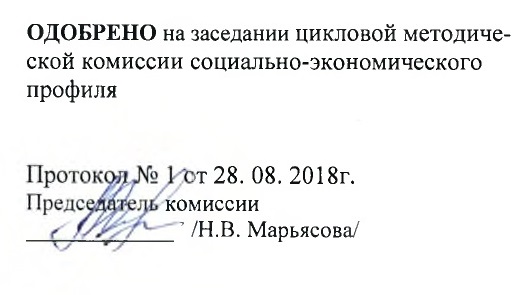 ОДОБРЕНО на заседании цикловой методиче-
ской комиссии социально-экономического
профиля
Протокол № 1 от 28. 08. 2018г.
Председатель комиссии
_____________ /Н.В. Марьясова/